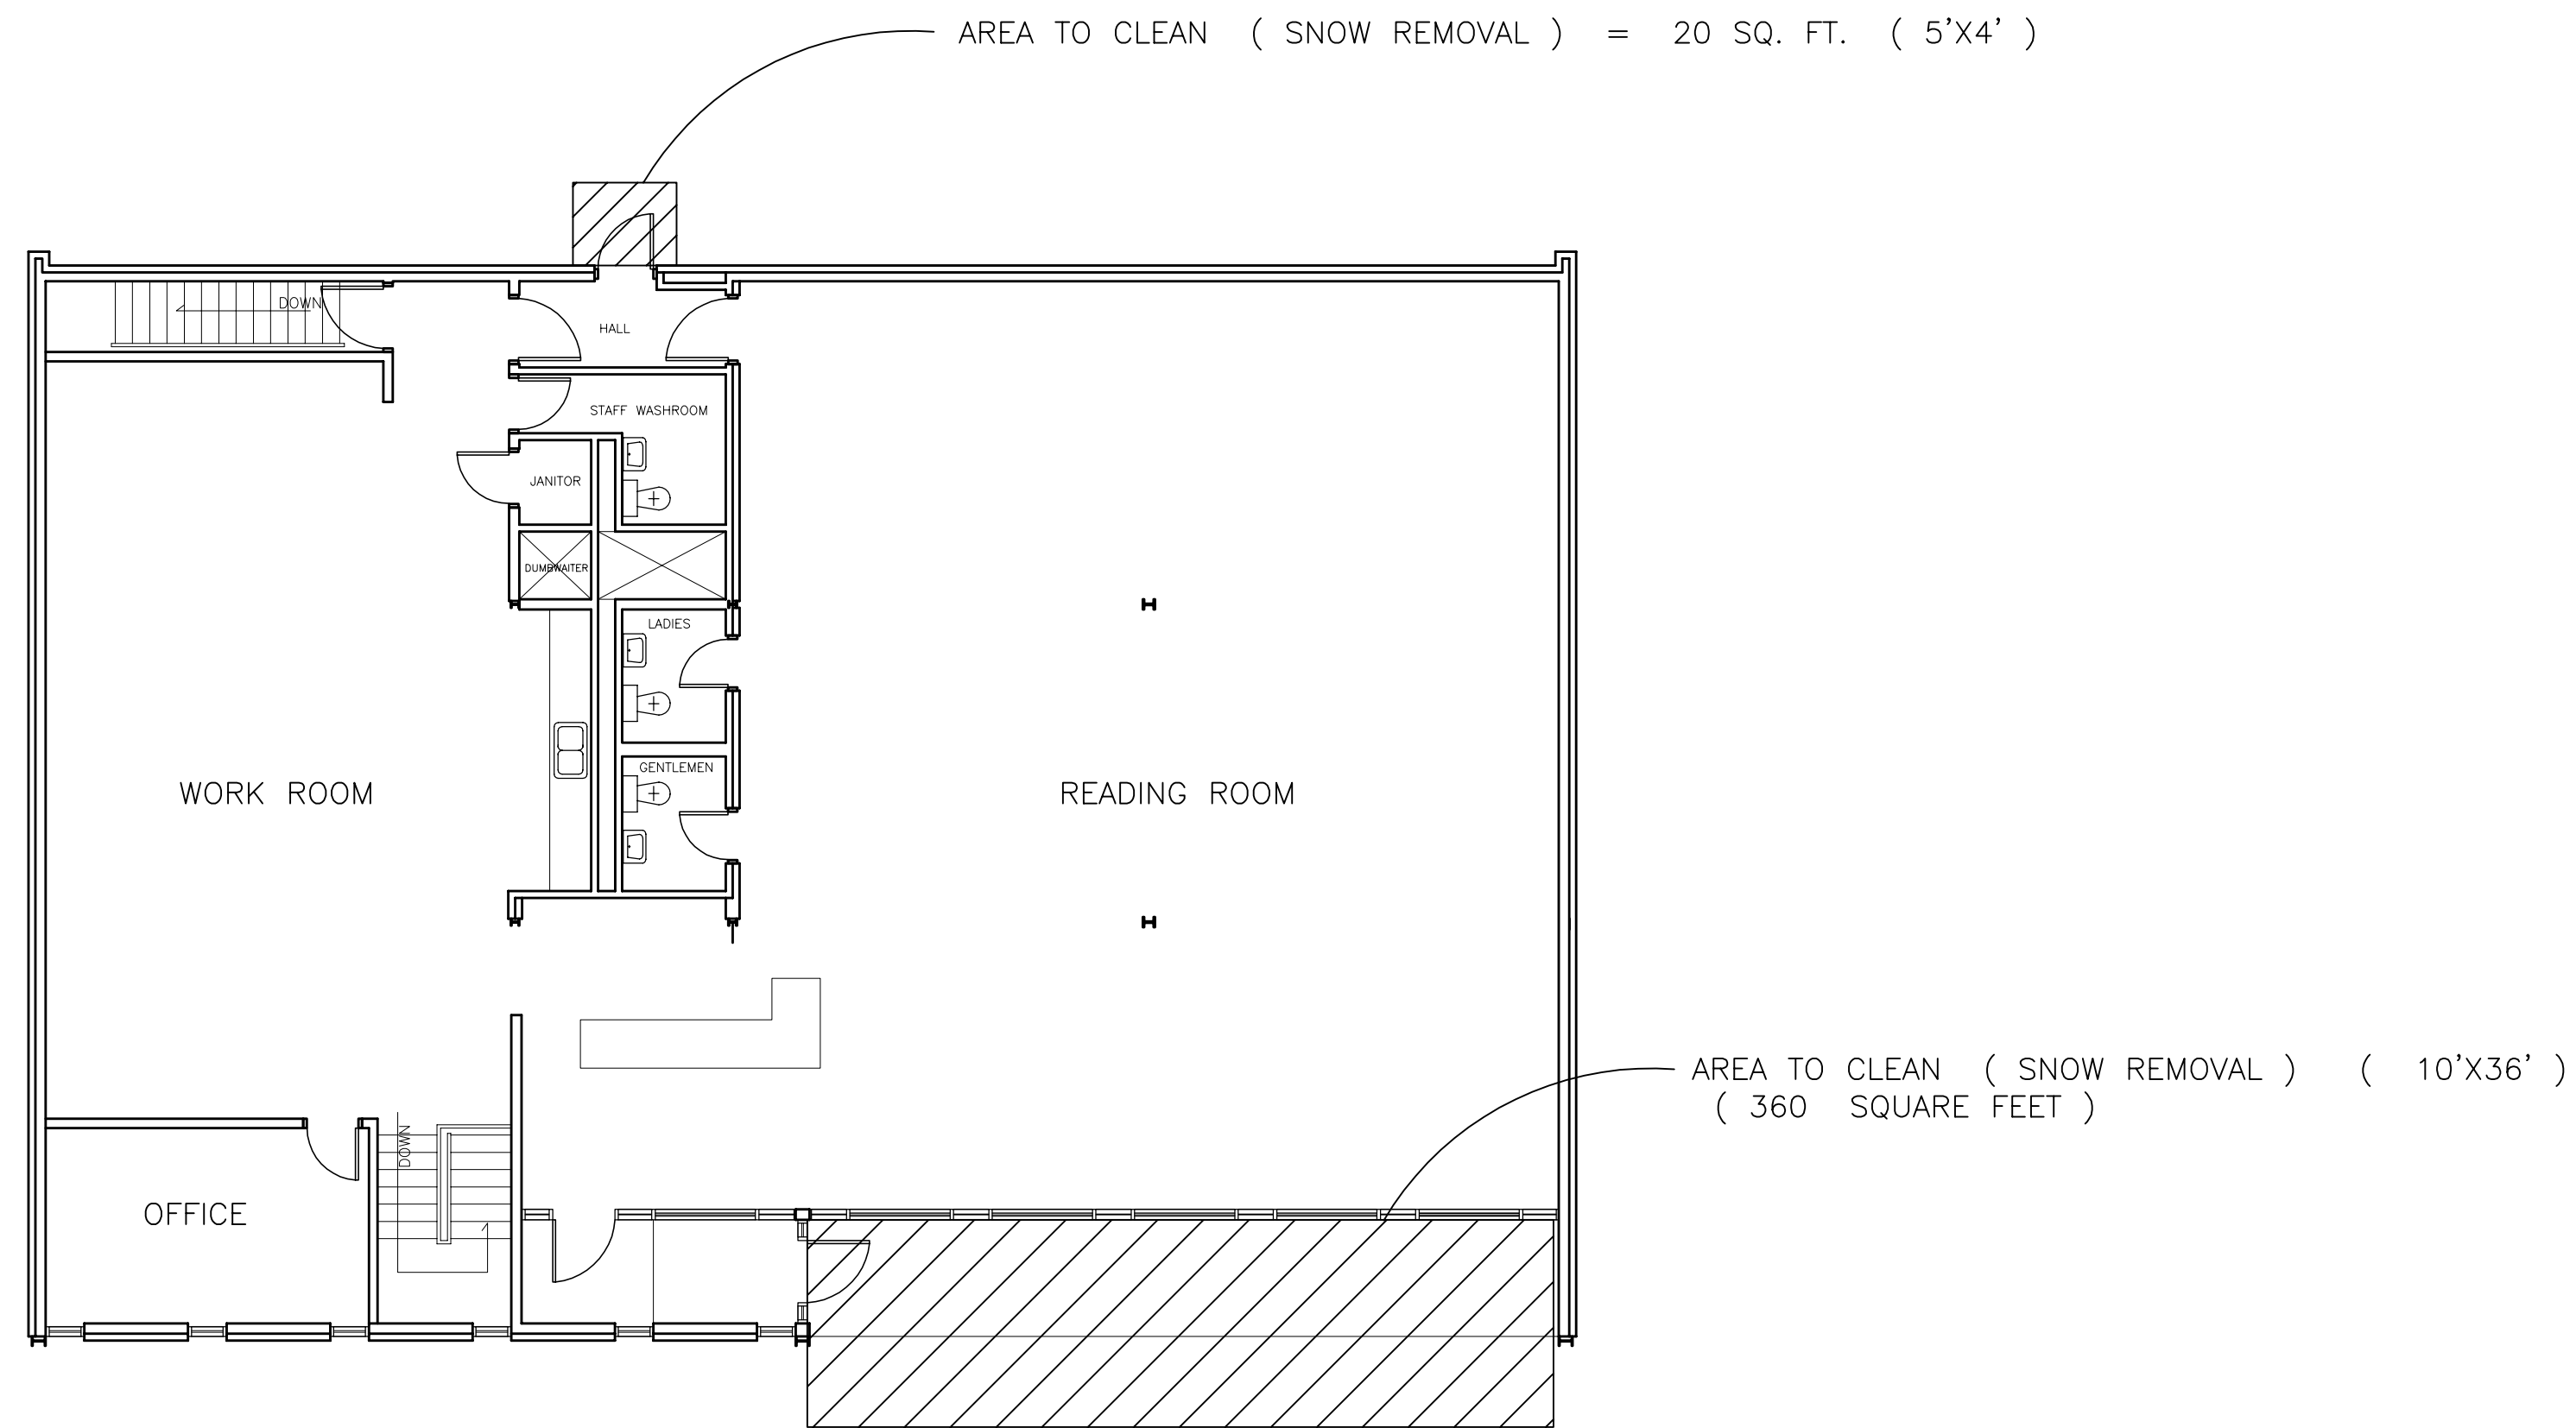 AREA TO CLEAN ( SNOW REMOVAL ) = 20 SQ. FT. ( 5'X4' )
DOWN
HALL
STAFF WASHROOM
JANITOR
DUMBWAITER
LADIES
GENTLEMEN
WORK ROOM
READING ROOM
AREA TO CLEAN ( SNOW REMOVAL ) ( 10'X36' )
( 360 SQUARE FEET )
DOWN
OFFICE